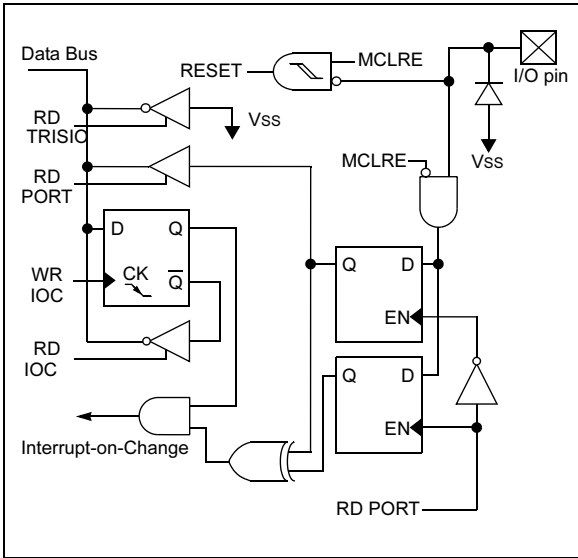 Data Bus
MCLRE
RESET
I/O pin
RD
TRISIO
VSS
VSS
MCLRE
RD
PORT
D
Q
WR
IOC
CK
Q
Q
D
EN
RD
IOC
Q
D
EN
Interrupt-on-Change
RD PORT